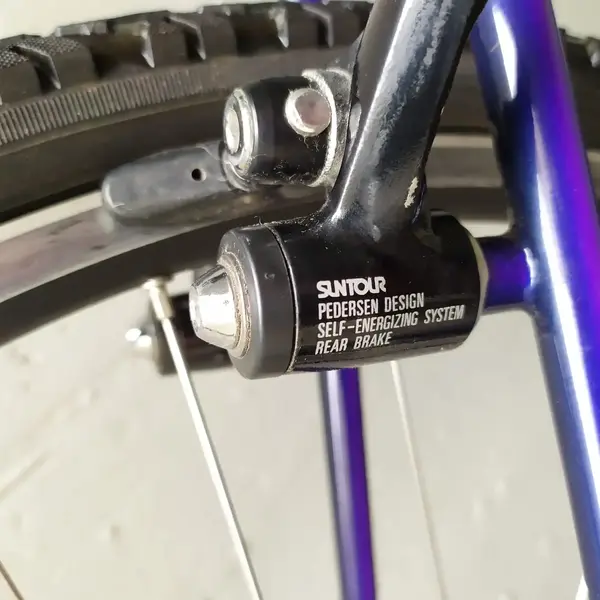 SUNTOUR
PEDERSEN DESIGN
SELF-ENERGIZING SYSTEM
REAR BRAKE